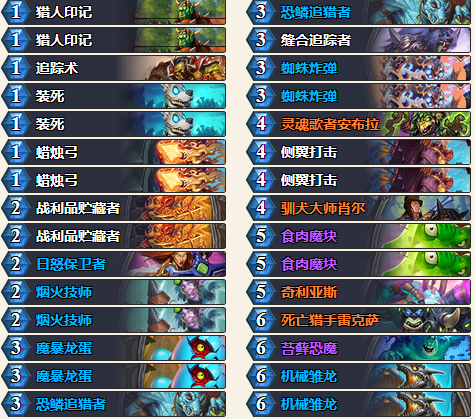 1 猎人印记
1 猎人印记
1 追踪术
1 装死
1 装死
1 蜡烛弓
1 蜡烛弓
2 战利品贮藏者
2 战利品贮藏者
2 日怒保卫者
2 烟火技师
2 烟火技师
3 魔暴龙蛋
3 魔暴龙蛋
3 恐鳞追猎者
3 恐鳞追猎者
3 缝合追踪者
3 蜘蛛炸弹
3 蜘蛛炸弹
4 灵魂歌者安布拉
4 侧翼打击
4 侧翼打击
4 驯犬大师肖尔
5 食肉魔块
5 食肉魔块
5 奇利亚斯
6 死亡猎手雷克萨
6 苔藓恐魔
6 机械雏龙
6 机械雏龙